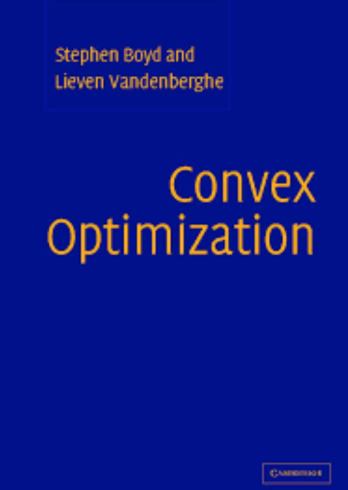 Stephen Boyd and
Lieven Vandenberghe
Convex
Optimization
CAMBRIDGE